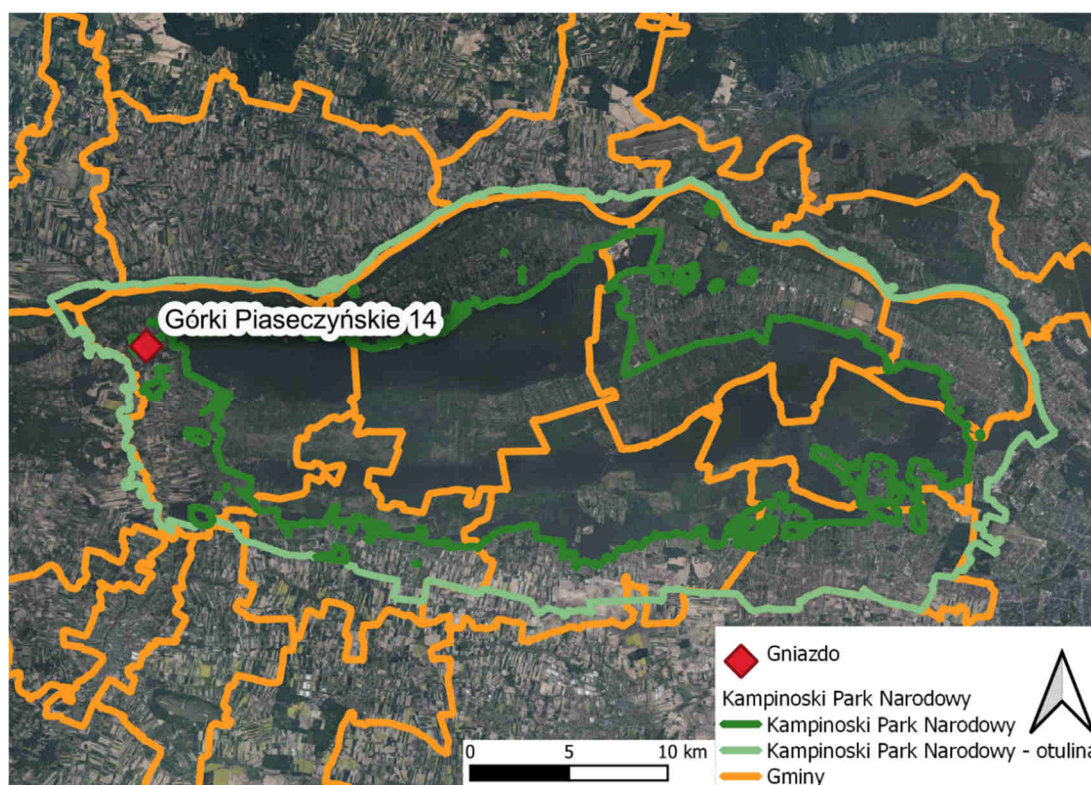 Górki Piaseczyńskie 14
Gniazdo
Kampinoski Park Narodowy
Kampinoski Park Narodowy
Kampinoski Park Narodowy - otulina
Gminy
0 5 10 km